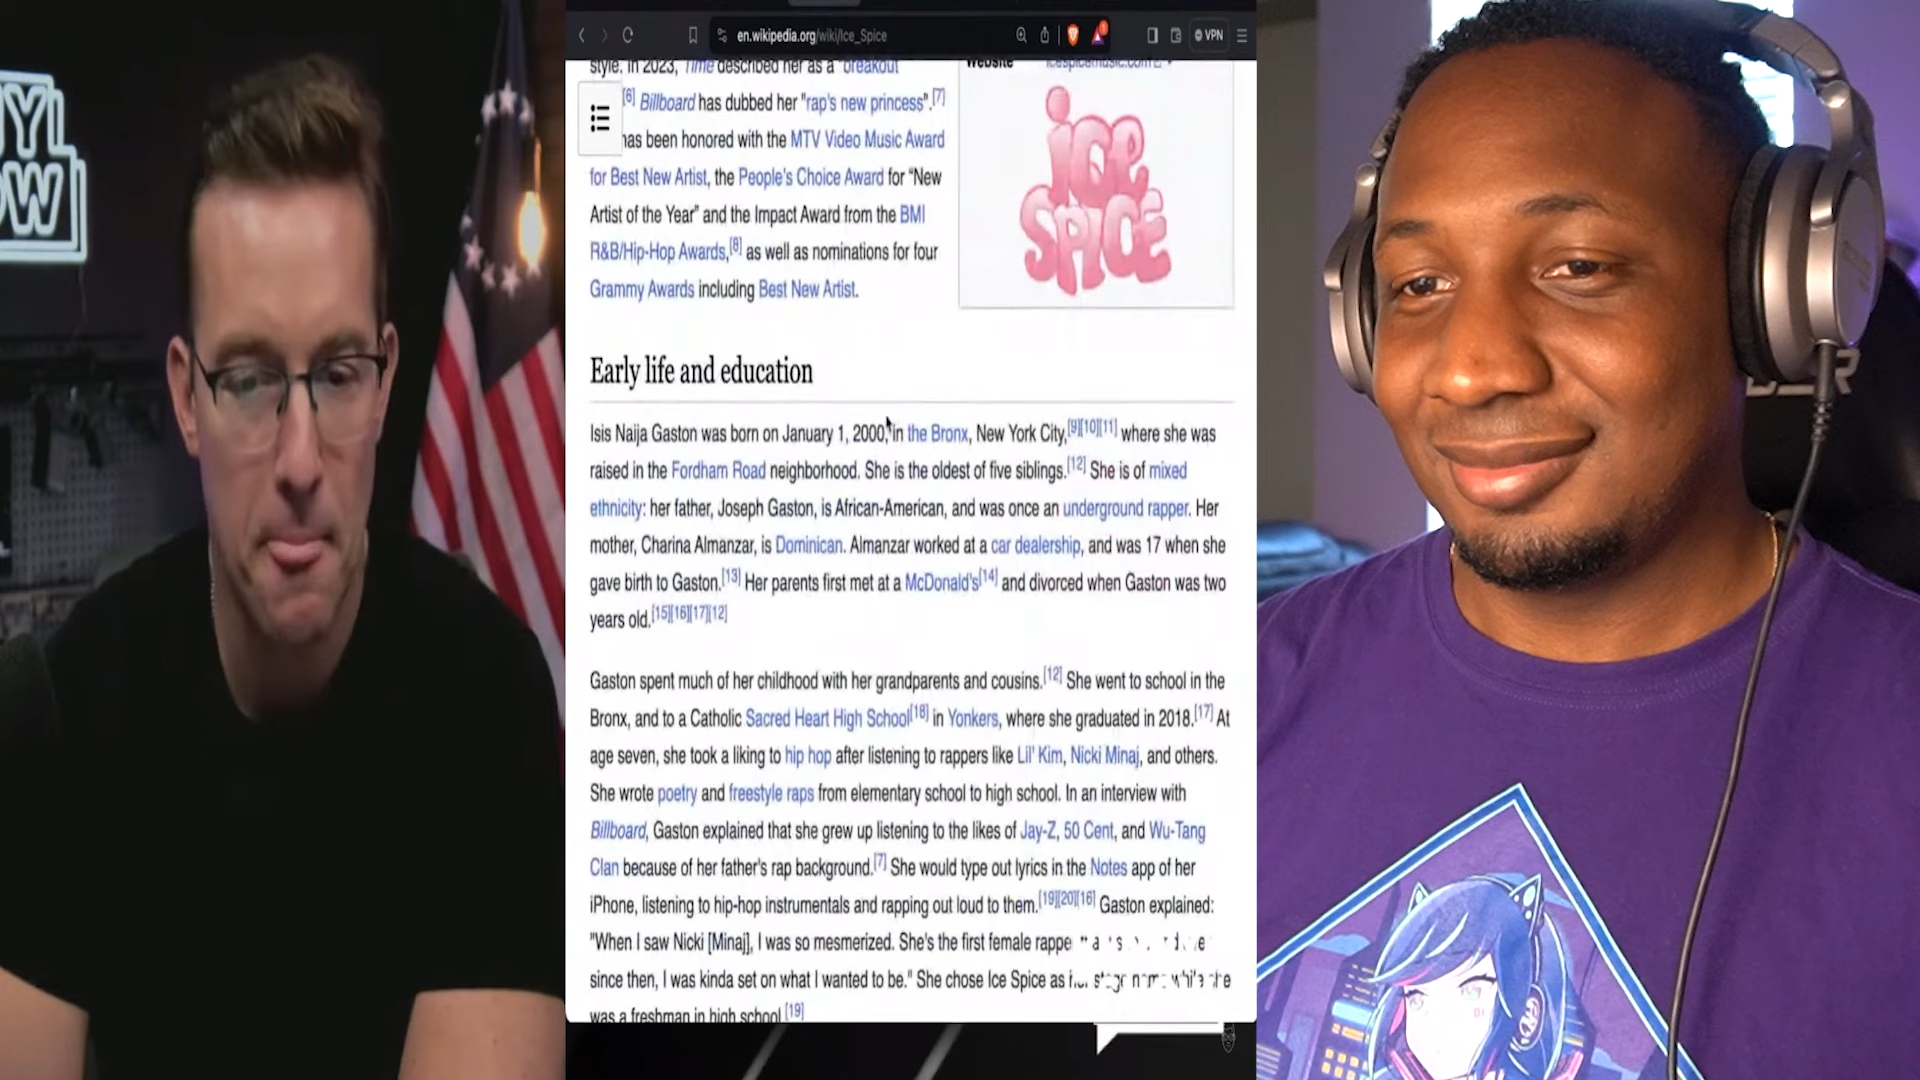 en.wikipedia.org/wiki/Ice_Spice
VPN
style. In 2023, Time described her as a "breakout
[6] Billboard has dubbed her "rap's new princess".[7]
has been honored with the MTV Video Music Award
for Best New Artist, the People's Choice Award for "New
Artist of the Year" and the Impact Award from the BMI
R&B/Hip-Hop Awards,[8] as well as nominations for four
Grammy Awards including Best New Artist.
Website icespicemusic.com
ice
SPICE
Early life and education
Isis Naija Gaston was born on January 1, 2000, in the Bronx, New York City,[9][10][11] where she was
raised in the Fordham Road neighborhood. She is the oldest of five siblings.[12] She is of mixed
ethnicity: her father, Joseph Gaston, is African-American, and was once an underground rapper. Her
mother, Charina Almanzar, is Dominican. Almanzar worked at a car dealership, and was 17 when she
gave birth to Gaston.[13] Her parents first met at a McDonald's[14] and divorced when Gaston was two
years old.[15][16][17][12]
Gaston spent much of her childhood with her grandparents and cousins.[12] She went to school in the
Bronx, and to a Catholic Sacred Heart High School[18] in Yonkers, where she graduated in 2018.[17] At
age seven, she took a liking to hip hop after listening to rappers like Lil' Kim, Nicki Minaj, and others.
She wrote poetry and freestyle raps from elementary school to high school. In an interview with
Billboard, Gaston explained that she grew up listening to the likes of Jay-Z, 50 Cent, and Wu-Tang
Clan because of her father's rap background.[7] She would type out lyrics in the Notes app of her
iPhone, listening to hip-hop instrumentals and rapping out loud to them.[19][20][16] Gaston explained:
"When I saw Nicki [Minaj], I was so mesmerized. She's the first female
since then, I was kinda set on what I wanted to be." She chose Ice Spice as
was a freshman in high school.[19]